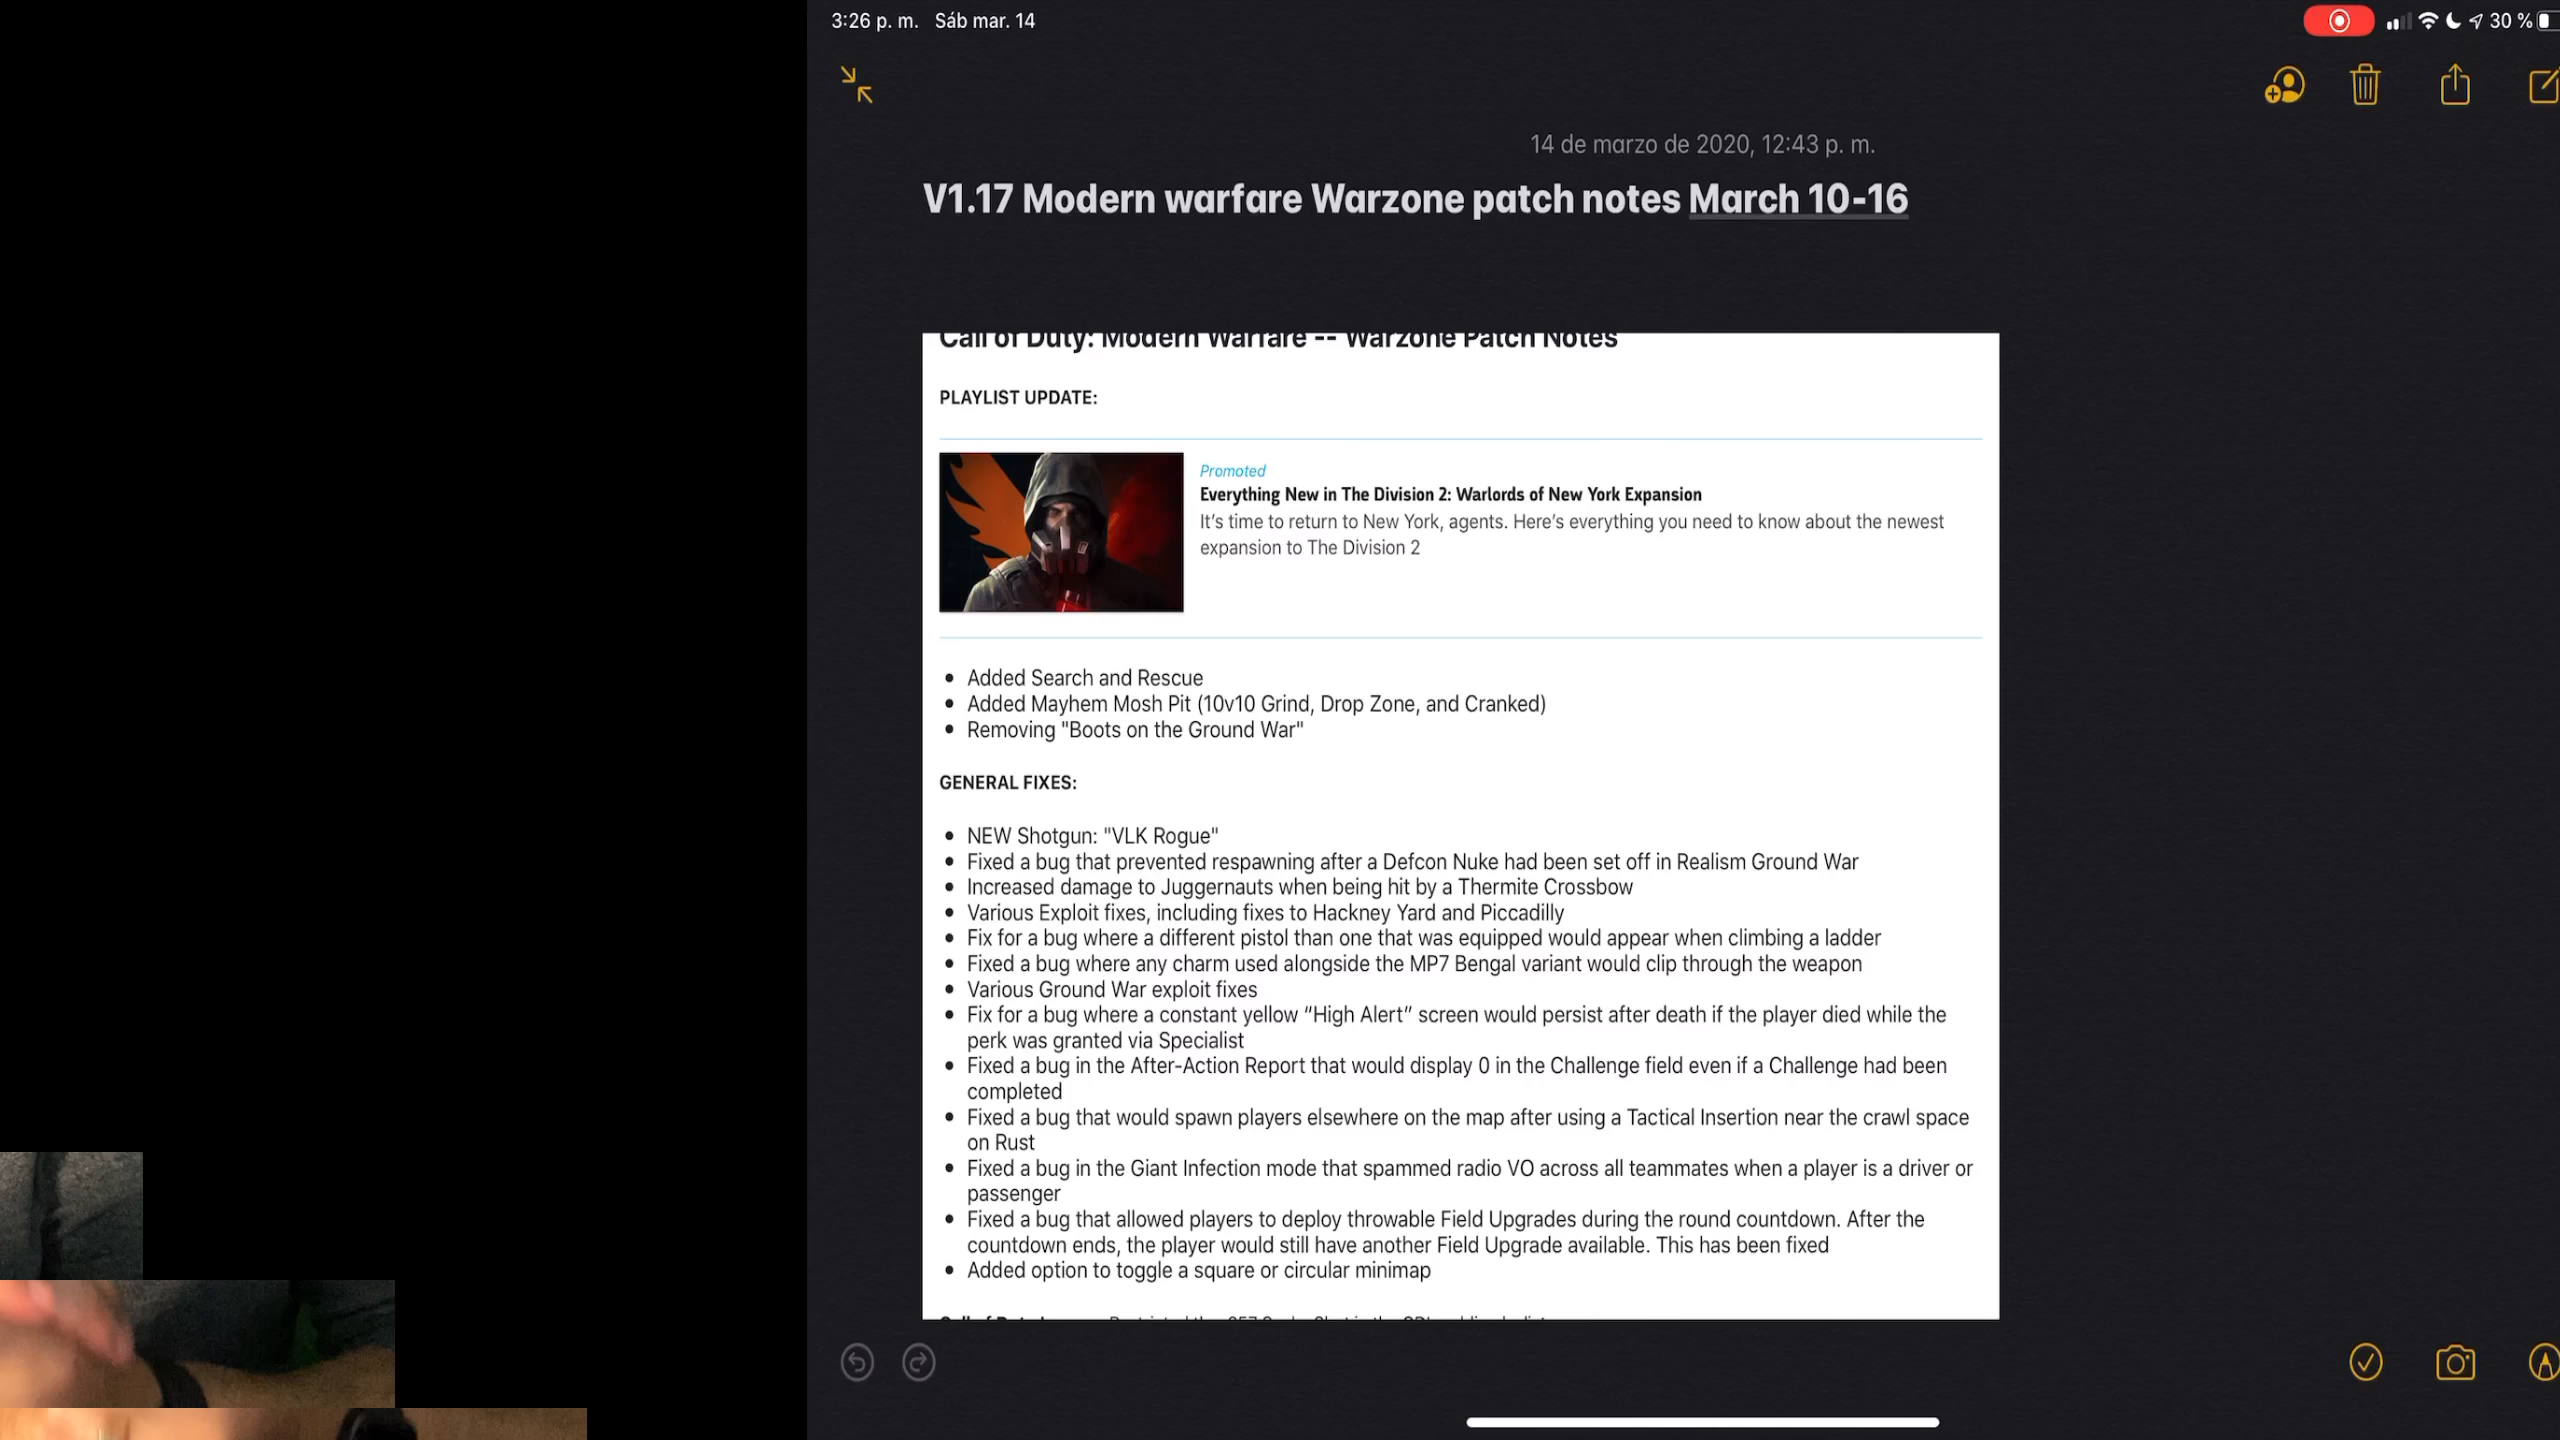 3:26 p. m. Sáb mar. 14
30 %
14 de marzo de 2020, 12:43 p. m.
V1.17 Modern warfare Warzone patch notes March 10-16
Call of Duty: Modern Warfare -- Warzone Patch Notes
PLAYLIST UPDATE:
Promoted
Everything New in The Division 2: Warlords of New York Expansion
It's time to return to New York, agents. Here's everything you need to know about the newest
expansion to The Division 2
• Added Search and Rescue
• Added Mayhem Mosh Pit (10v10 Grind, Drop Zone, and Cranked)
• Removing "Boots on the Ground War"
GENERAL FIXES:
• NEW Shotgun: "VLK Rogue"
• Fixed a bug that prevented respawning after a Defcon Nuke had been set off in Realism Ground War
• Increased damage to Juggernauts when being hit by a Thermite Crossbow
• Various Exploit fixes, including fixes to Hackney Yard and Piccadilly
• Fix for a bug where a different pistol than one that was equipped would appear when climbing a ladder
• Fixed a bug where any charm used alongside the MP7 Bengal variant would clip through the weapon
• Various Ground War exploit fixes
• Fix for a bug where a constant yellow “High Alert” screen would persist after death if the player died while the
perk was granted via Specialist
• Fixed a bug in the After-Action Report that would display 0 in the Challenge field even if a Challenge had been
completed
• Fixed a bug that would spawn players elsewhere on the map after using a Tactical Insertion near the crawl space
on Rust
• Fixed a bug in the Giant Infection mode that spammed radio VO across all teammates when a player is a driver or
passenger
• Fixed a bug that allowed players to deploy throwable Field Upgrades during the round countdown. After the
countdown ends, the player would still have another Field Upgrade available. This has been fixed
• Added option to toggle a square or circular minimap